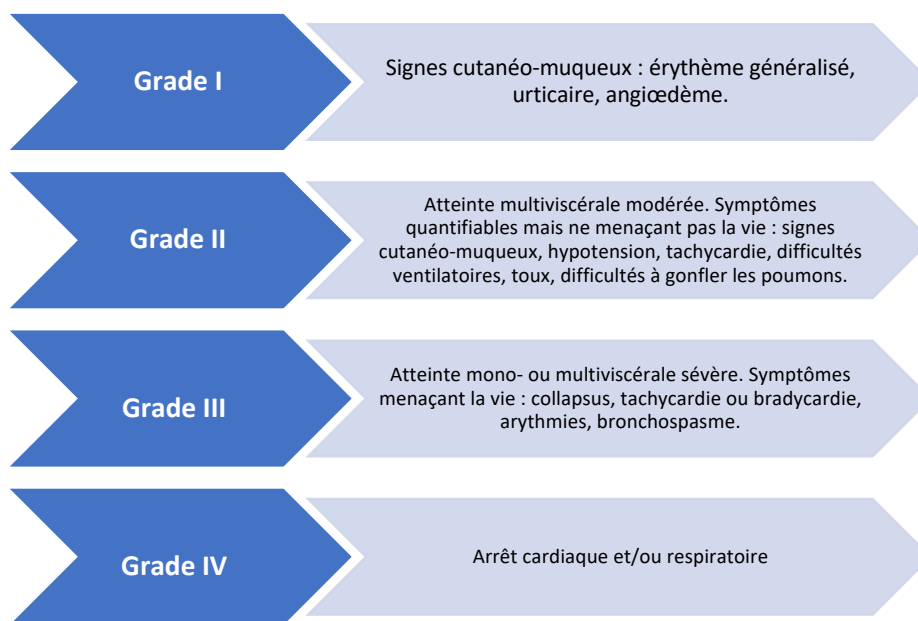 Grade I
Signes cutanéo-muqueux : érythème généralisé,
urticaire, angiœdème.
Grade II
Atteinte multiviscérale modérée. Symptômes
quantifiables mais ne menaçant pas la vie : signes
cutanéo-muqueux, hypotension, tachycardie, difficultés
ventilatoires, toux, difficultés à gonfler les poumons.
Grade III
Atteinte mono- ou multiviscérale sévère. Symptômes
menaçant la vie : collapsus, tachycardie ou bradycardie,
arythmies, bronchospasme.
Grade IV
Arrêt cardiaque et/ou respiratoire